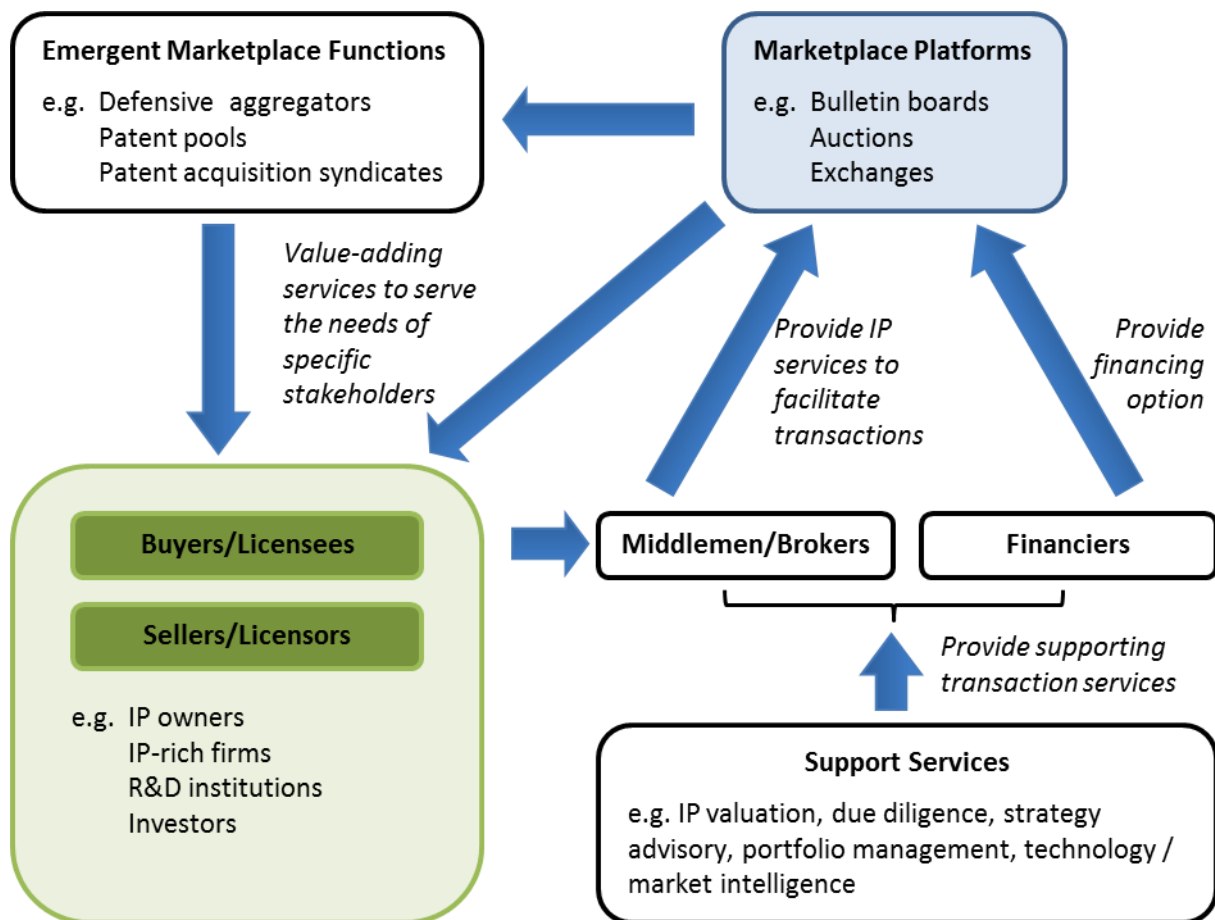 Emergent Marketplace Functions
e.g. Defensive aggregators
Patent pools
Patent acquisition syndicates
Marketplace Platforms
e.g. Bulletin boards
Auctions
Exchanges
Value-adding
services to serve
the needs of
specific
stakeholders
Provide IP
services to
facilitate
transactions
Provide
financing
option
Buyers/Licensees
Sellers/Licensors
e.g. IP owners
IP-rich firms
R&D institutions
Investors
Middlemen/Brokers
Financiers
Provide supporting
transaction services
Support Services
e.g. IP valuation, due diligence, strategy
advisory, portfolio management, technology /
market intelligence